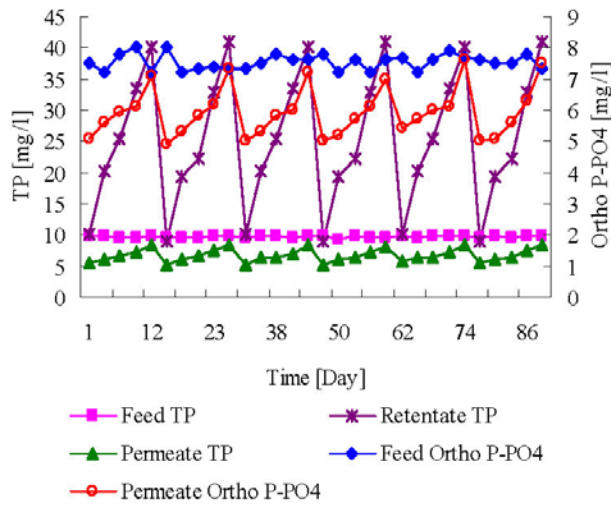 TP [mg/l]
45
40
35
30
25
20
15
10
5
0
Ortho P-PO4 [mg/l]
9
8
7
6
5
4
3
2
1
0
1 12 23 38 50 62 74 86
Time [Day]
Feed TP
Retentate TP
Permeate TP
Feed Ortho P-PO4
Permeate Ortho P-PO4